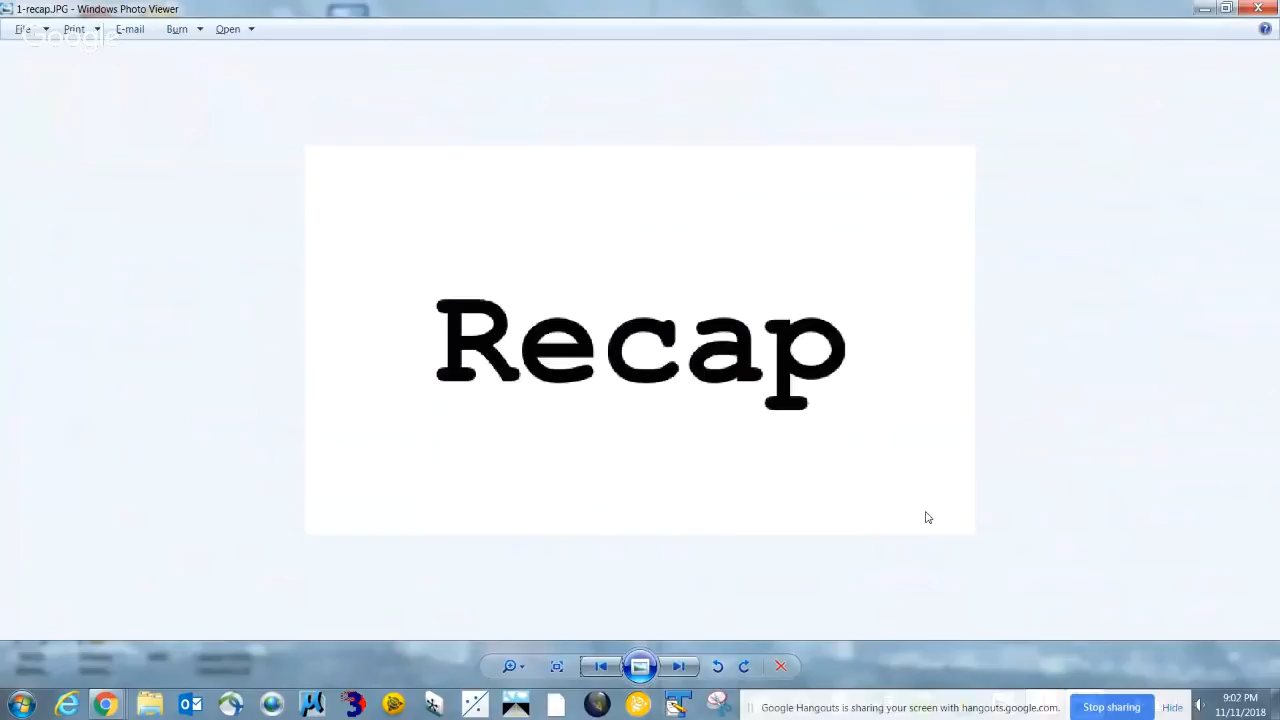 1-recap.JPG - Windows Photo Viewer
File Print E-mail Burn Open
Google
Recap
Google Hangouts is sharing your screen with hangouts.google.com. Stop sharing Hide
9:02 PM
11/11/2018